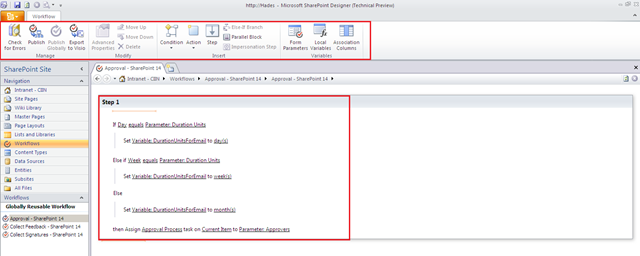 http://Hades - Microsoft SharePoint Designer (Technical Preview)
Workflow
Check for Errors
Publish
Publish Globally
Export to Visio
Manage
Advanced Properties
Move Up
Move Down
Delete
Modify
Condition
Action
Step
Else-If Branch
Parallel Block
Impersonation Step
Insert
Form Parameters
Local Variables
Association Columns
Variables
SharePoint Site
Navigation
Intranet - CBN
Site Pages
Wiki Library
Master Pages
Page Layouts
Lists and Libraries
Workflows
Content Types
Data Sources
Entities
Subsites
All Files
Workflows
Globally Reusable Workflow
Approval - SharePoint 14
Collect Feedback - SharePoint 14
Collect Signatures - SharePoint 14
Approval - SharePoint 14
Intranet - CBN Workflows Approval - SharePoint 14 Approval - SharePoint 14
Step 1
If Day equals Parameter: Duration Units
Set Variable: DurationUnitsForEmail to day(s)
Else if Week equals Parameter: Duration Units
Set Variable: DurationUnitsForEmail to week(s)
Else
Set Variable: DurationUnitsForEmail to month(s)
then Assign Approval Process task on Current Item to Parameter: Approvers